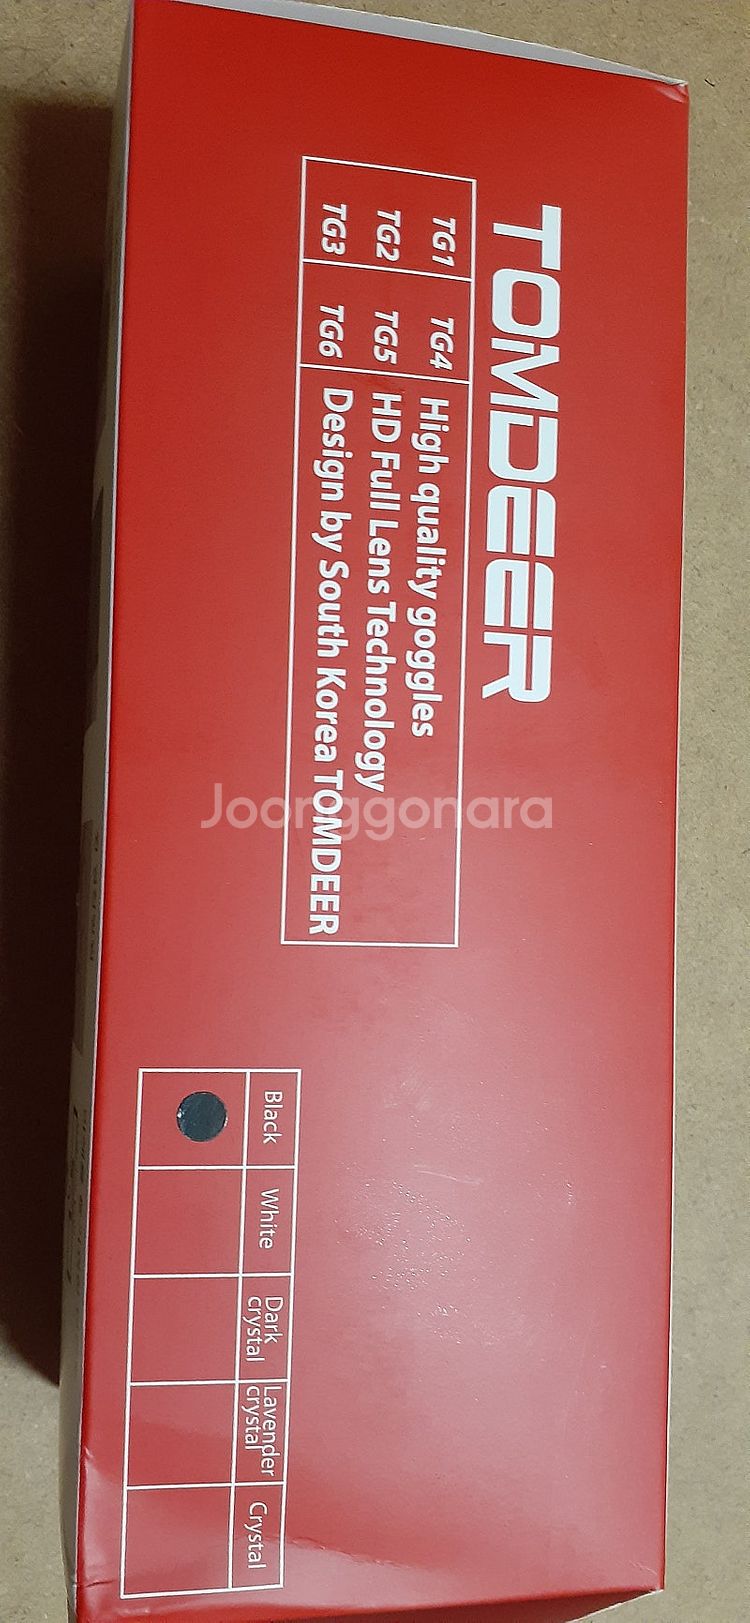 TOMDEER
TG1 TG4 High quality goggles
TG2 TG5 HD Full Lens Technology
TG3 TG6 Design by South Korea TOMDEER
Black White Dark crystal Lavender crystal Crystal
Joonggonara